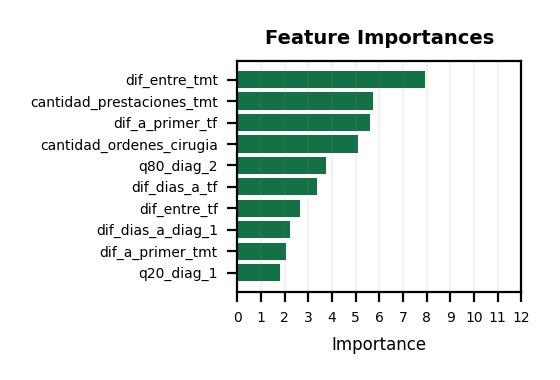 Feature Importances
dif_entre_tmt
cantidad_prestaciones_tmt
dif_a_primer_tf
cantidad_ordenes_cirugia
q80_diag_2
dif_dias_a_tf
dif_entre_tf
dif_dias_a_diag_1
dif_a_primer_tmt
q20_diag_1
0 1 2 3 4 5 6 7 8 9 10 11 12
Importance